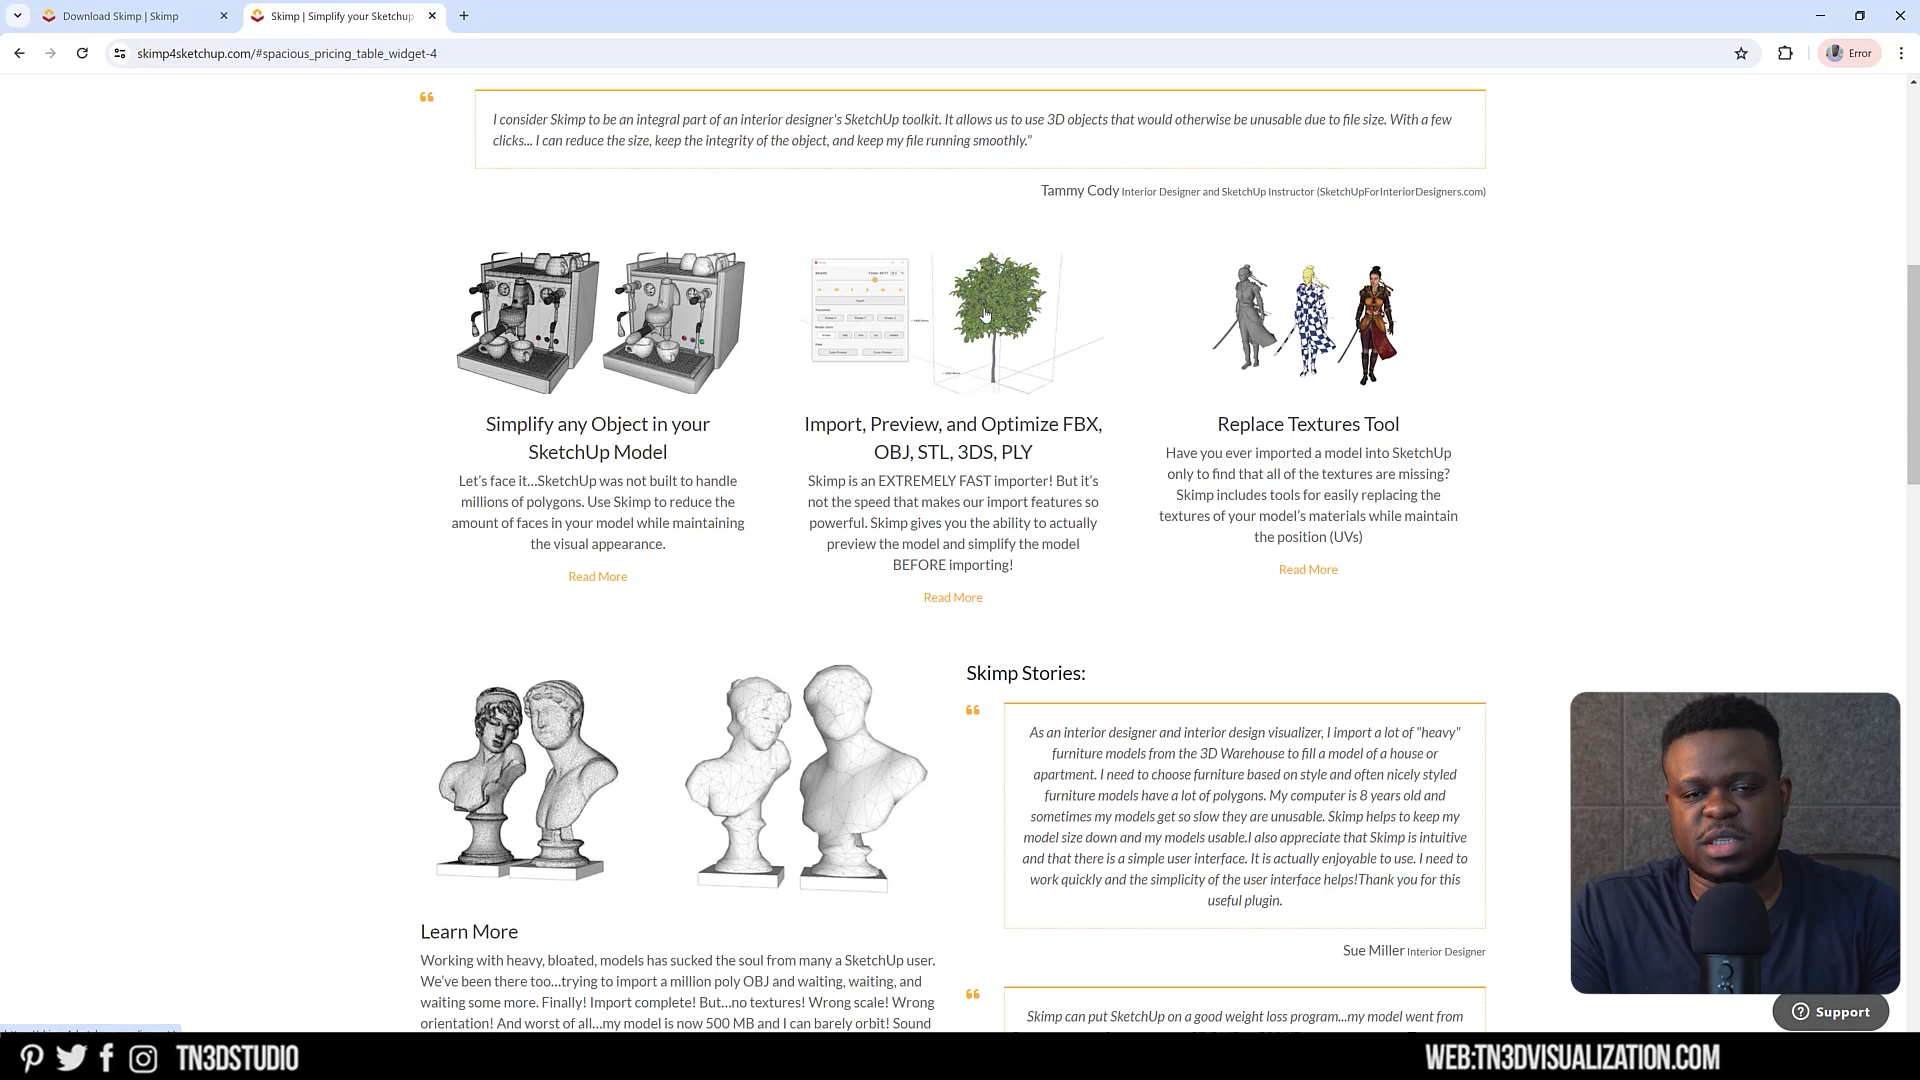 Download Skimp | Skimp
Skimp | Simplify your Sketchup
skimp4sketchup.com/#spacious_pricing_table_widget-4
Error
I consider Skimp to be an integral part of an interior designer's SketchUp toolkit. It allows us to use 3D objects that would otherwise be unusable due to file size. With a few
clicks... I can reduce the size, keep the integrity of the object, and keep my file running smoothly."
Tammy Cody Interior Designer and SketchUp Instructor (SketchUpForInteriorDesigners.com)
Simplify any Object in your
SketchUp Model
Let's face it...SketchUp was not built to handle
millions of polygons. Use Skimp to reduce the
amount of faces in your model while maintaining
the visual appearance.
Read More
Import, Preview, and Optimize FBX,
OBJ, STL, 3DS, PLY
Skimp is an EXTREMELY FAST importer! But it's
not the speed that makes our import features so
powerful. Skimp gives you the ability to actually
preview the model and simplify the model
BEFORE importing!
Read More
Replace Textures Tool
Have you ever imported a model into SketchUp
only to find that all of the textures are missing?
Skimp includes tools for easily replacing the
textures of your model's materials while maintain
the position (UVs)
Read More
Learn More
Working with heavy, bloated, models has sucked the soul from many a SketchUp user.
We've been there too...trying to import a million poly OBJ and waiting, waiting, and
waiting some more. Finally! Import complete! But...no textures! Wrong scale! Wrong
orientation! And worst of all...my model is now 500 MB and I can barely orbit! Sound
Skimp Stories:
As an interior designer and interior design visualizer, I import a lot of "heavy"
furniture models from the 3D Warehouse to fill a model of a house or
apartment. I need to choose furniture based on style and often nicely styled
furniture models have a lot of polygons. My computer is 8 years old and
sometimes my models get so slow they are unusable. Skimp helps to keep my
model size down and my models usable.I also appreciate that Skimp is intuitive
and that there is a simple user interface. It is actually enjoyable to use. I need to
work quickly and the simplicity of the user interface helps!Thank you for this
useful plugin.
Sue Miller Interior Designer
Skimp can put SketchUp on a good weight loss program...my model went from
Support
TN3DSTUDIO
WEB:TN3DVISUALIZATION.COM